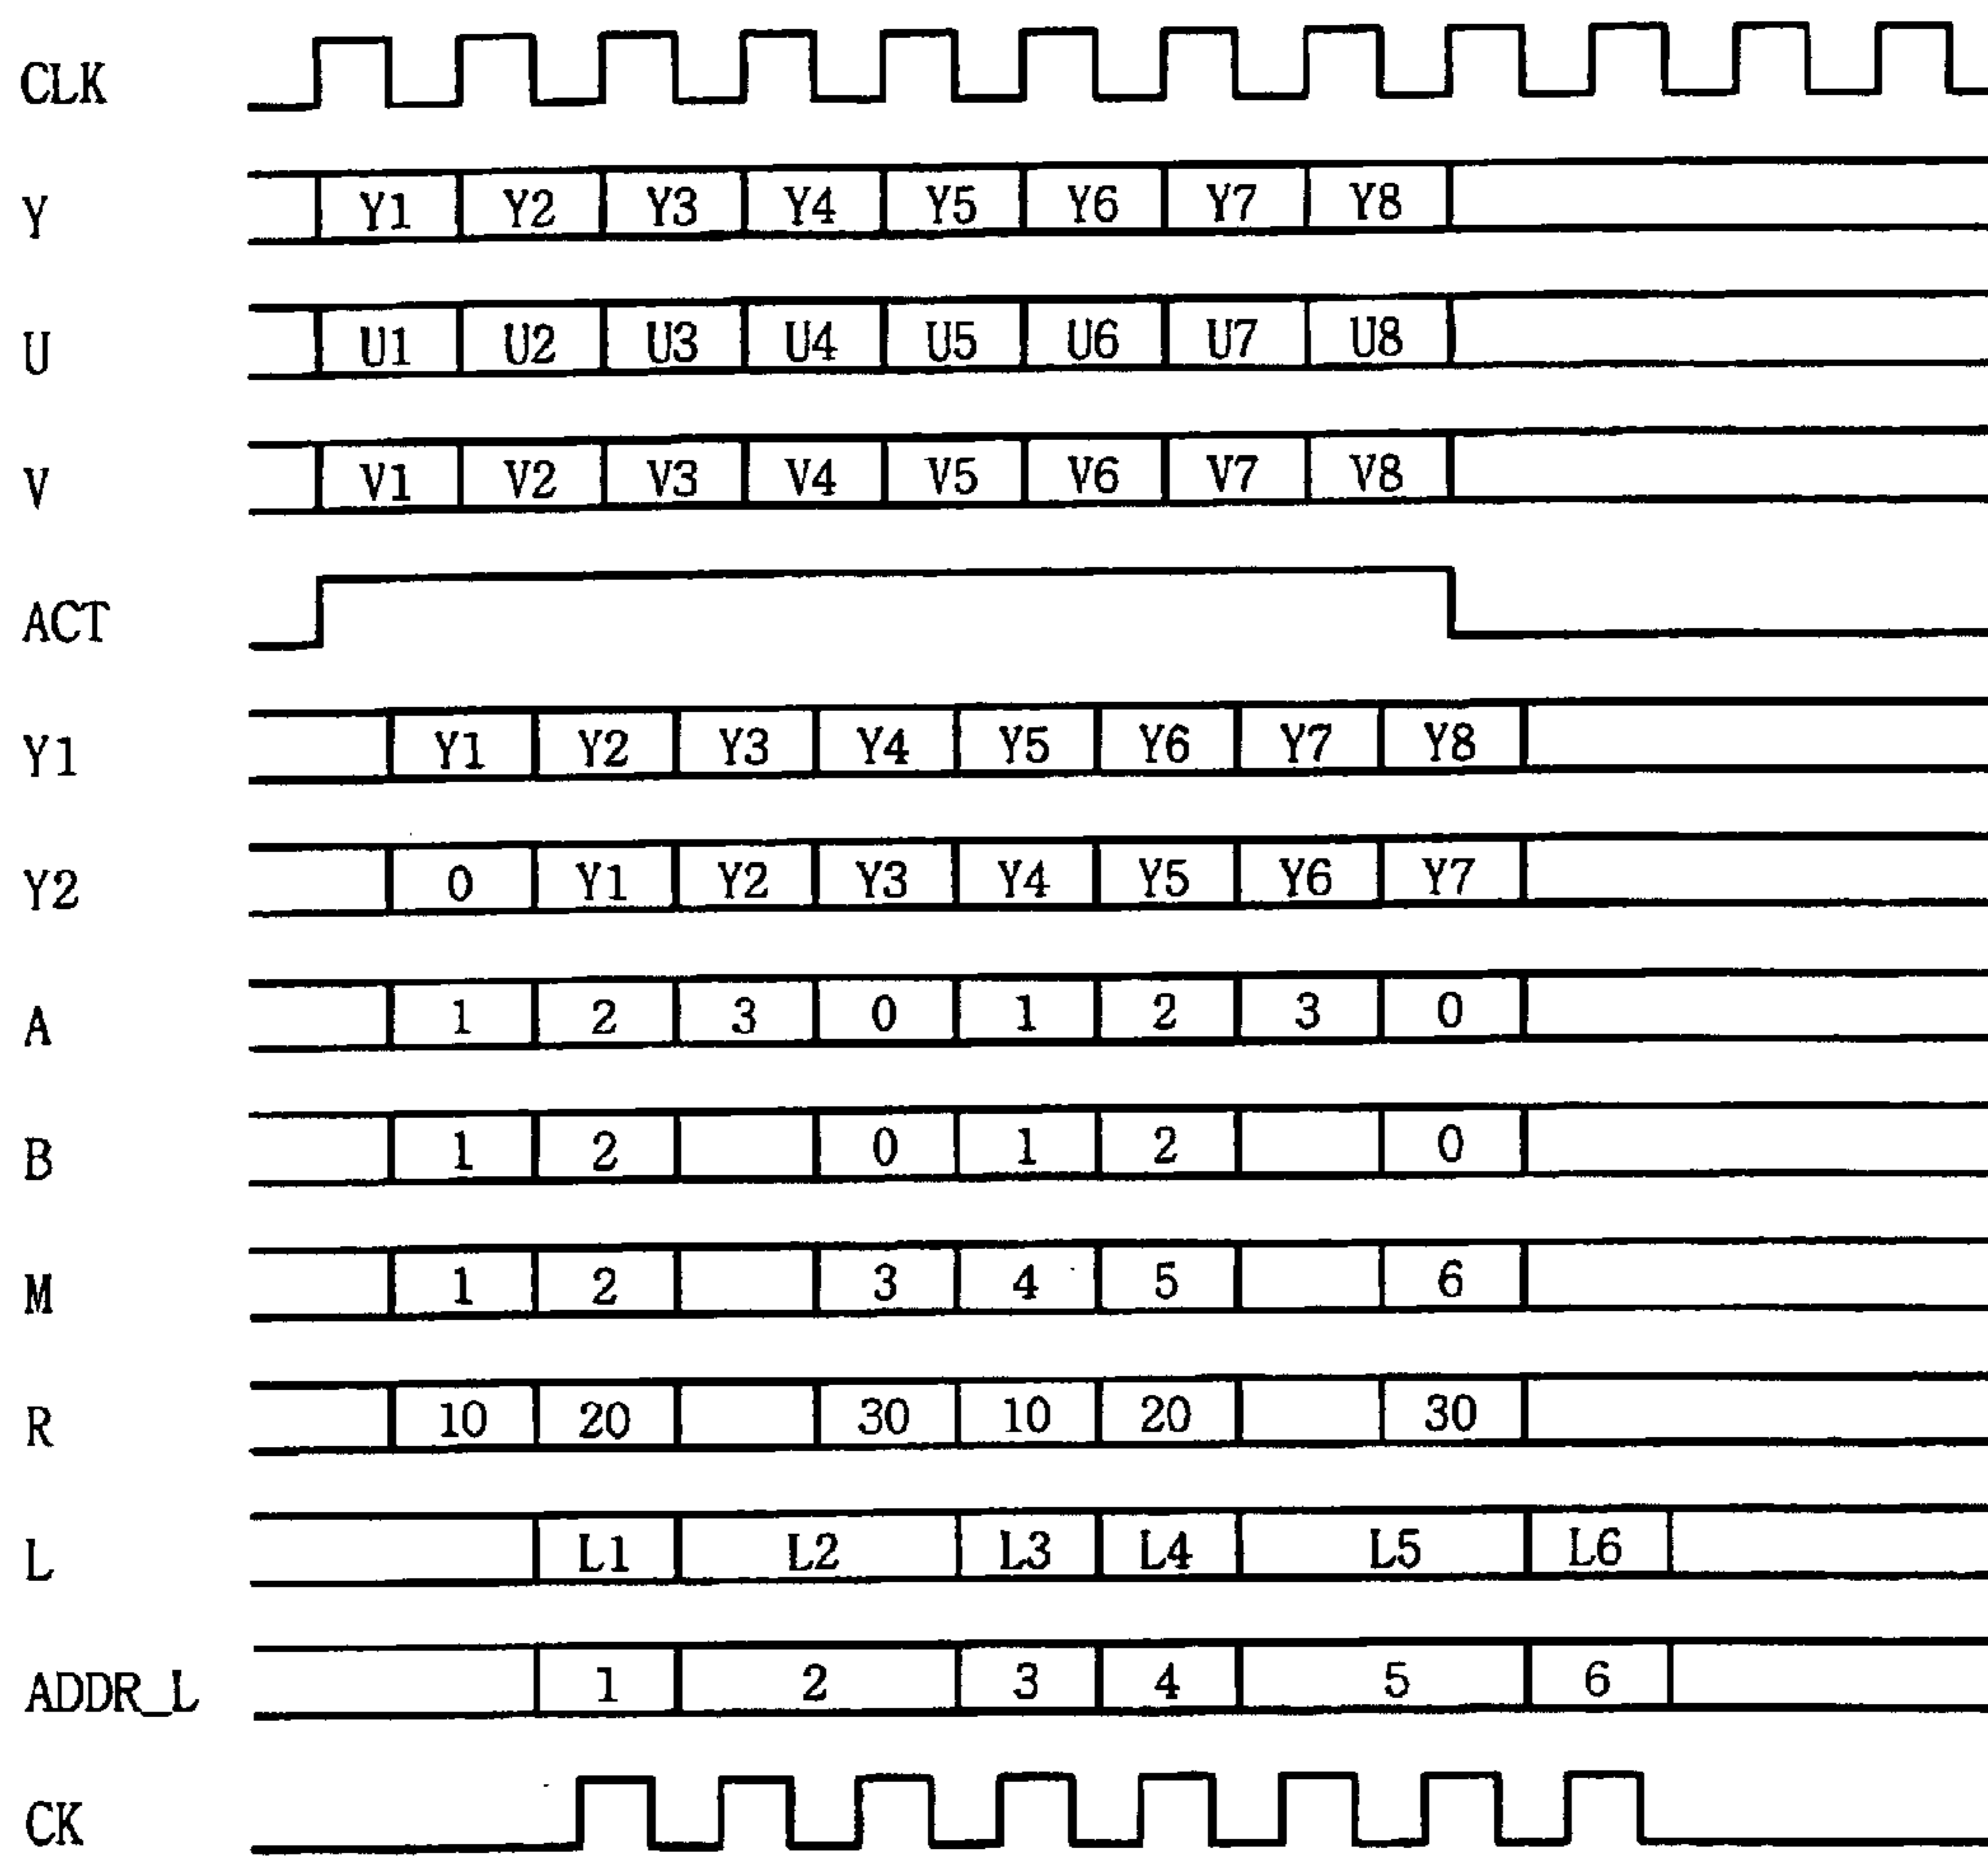 CLK
Y Y1 Y2 Y3 Y4 Y5 Y6 Y7 Y8
U U1 U2 U3 U4 U5 U6 U7 U8
V V1 V2 V3 V4 V5 V6 V7 V8
ACT
Y1 Y1 Y2 Y3 Y4 Y5 Y6 Y7 Y8
Y2 0 Y1 Y2 Y3 Y4 Y5 Y6 Y7
A 1 2 3 0 1 2 3 0
B 1 2 0 1 2 0
M 1 2 3 4 5 6
R 10 20 30 10 20 30
L L1 L2 L3 L4 L5 L6
ADDR_L 1 2 3 4 5 6
CK